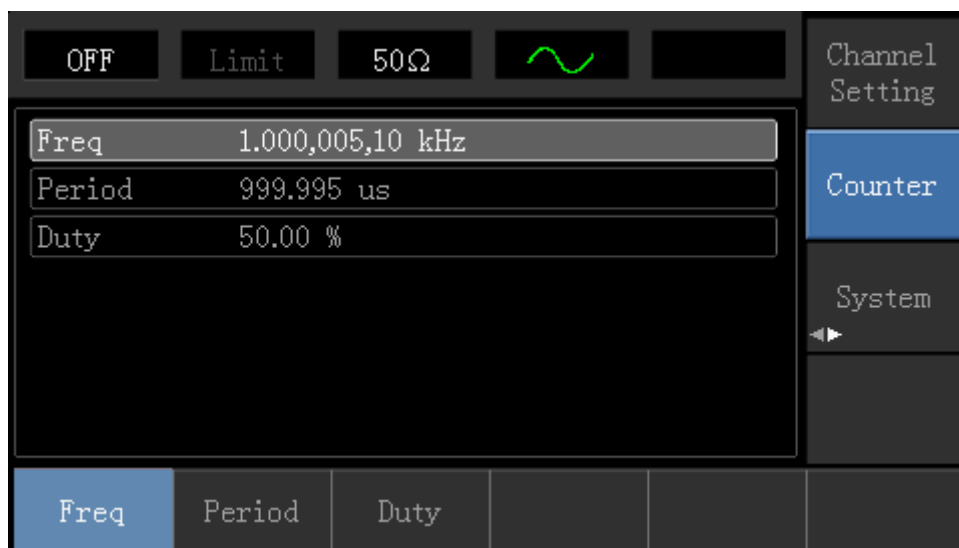 OFF Limit 50Ω
Channel
Setting
Freq 1.000,005,10 kHz
Period 999.995 us
Duty 50.00 %
Counter
System
Freq Period Duty